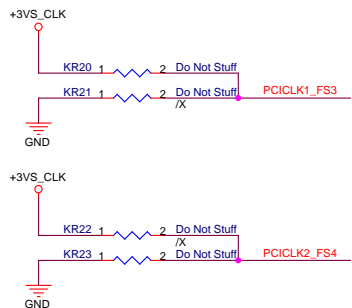 +3VS_CLK
KR20 1 2 Do Not Stuff
KR21 1 2 Do Not Stuff PCICLK1_FS3
/X
GND
+3VS_CLK
KR22 1 2 Do Not Stuff
/X
KR23 1 2 Do Not Stuff PCICLK2_FS4
GND